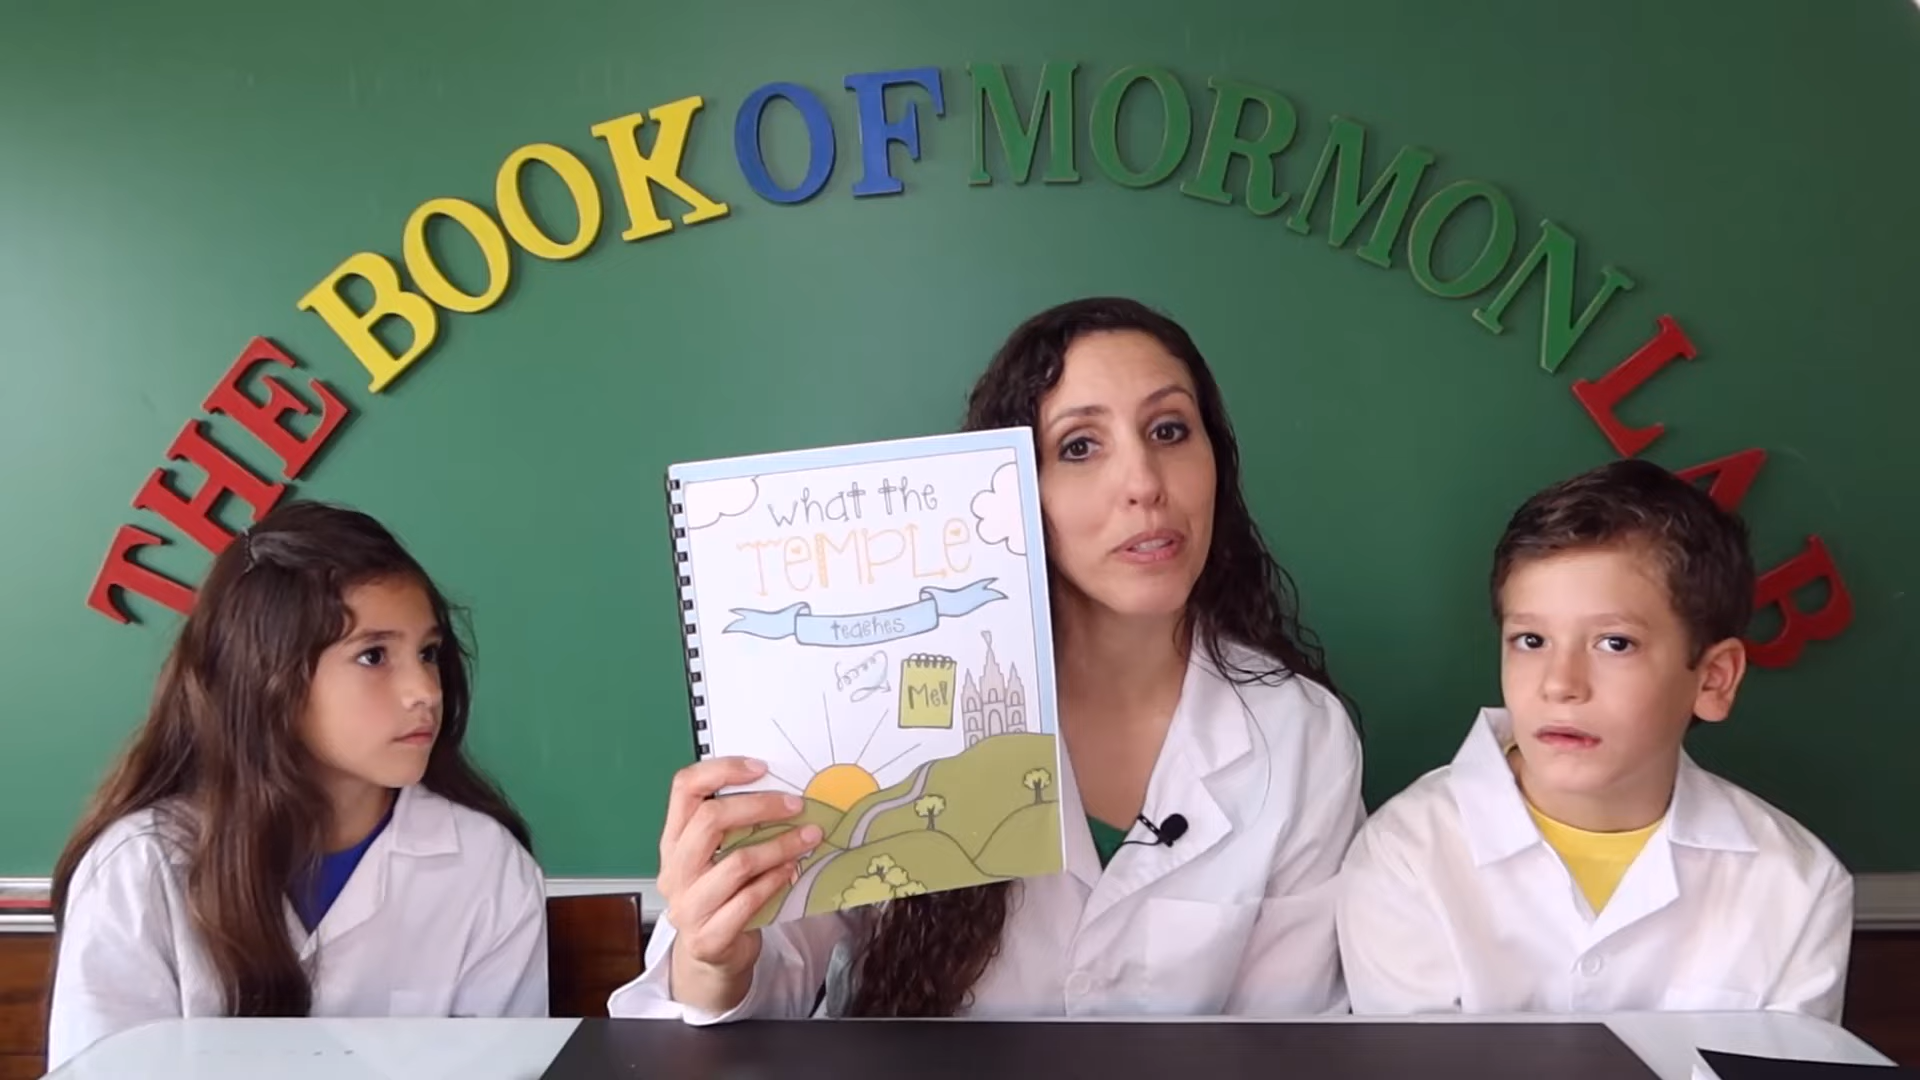 THE BOOK OF MORMON LAB
what the
TEMPLE
teaches
Me!